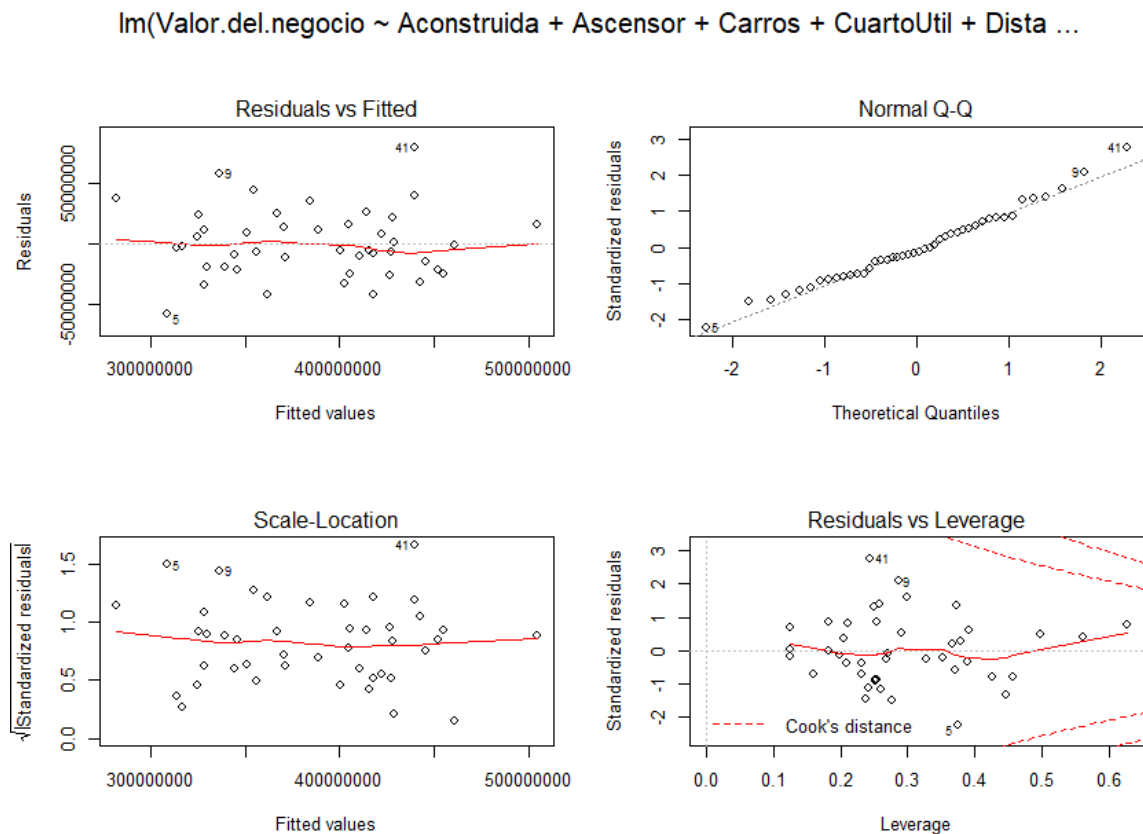 lm(Valor.del.negocio ~ Aconstruida + Ascensor + Carros + CuartoUtil + Dista ...
Residuals vs Fitted
Residuals
50000000
0
-50000000
41
9
5
300000000 400000000 500000000
Fitted values
Normal Q-Q
Standardized residuals
3
2
1
0
-1
-2
41
9
5
-2 -1 0 1 2
Theoretical Quantiles
Scale-Location
√|Standardized residuals|
1.5
1.0
0.5
0.0
41
5
9
300000000 400000000 500000000
Fitted values
Residuals vs Leverage
Standardized residuals
3
2
1
0
-1
-2
41
9
5
Cook's distance
0.0 0.1 0.2 0.3 0.4 0.5 0.6
Leverage